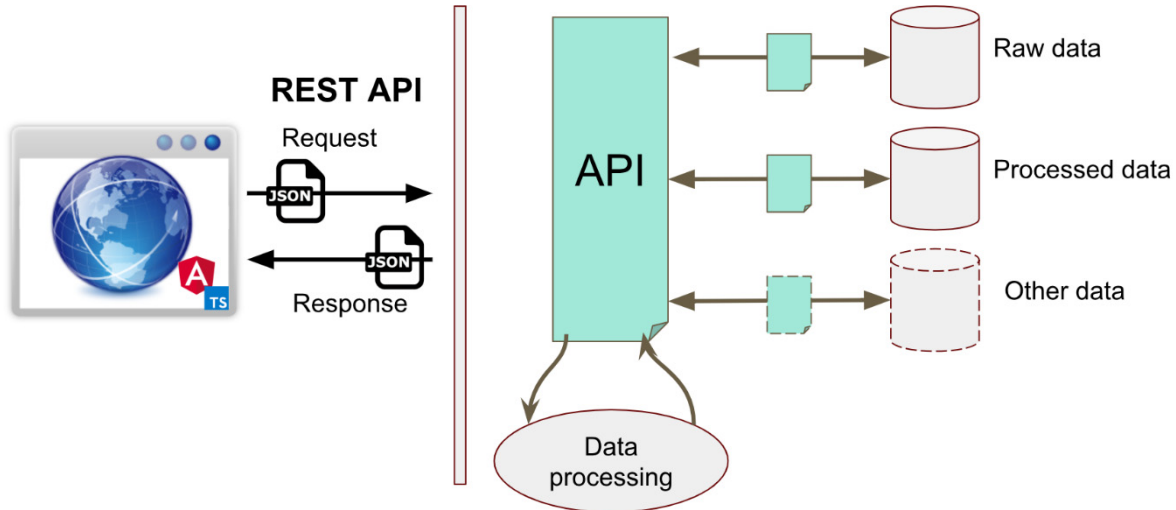 REST API
Request
JSON
JSON
Response
A
TS
API
Data
processing
Raw data
Processed data
Other data